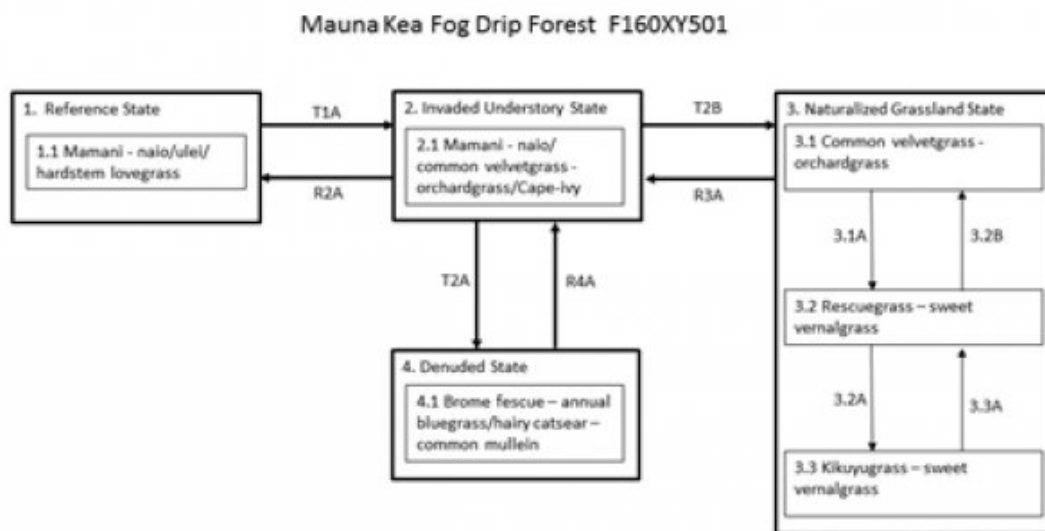 Mauna Kea Fog Drip Forest F160XY501
1. Reference State
1.1 Mamani - naio/ulei/
hardstem lovegrass
T1A
R2A
2. Invaded Understory State
2.1 Mamani - naio/
common velvetgrass -
orchardgrass/Cape-ivy
T2B
R3A
T2A
R4A
3. Naturalized Grassland State
3.1 Common velvetgrass -
orchardgrass
3.1A
3.2B
3.2 Rescuegrass – sweet
vernalgrass
3.2A
3.3A
3.3 Kikuyugrass – sweet
vernalgrass
4. Denuded State
4.1 Brome fescue – annual
bluegrass/hairy catsear –
common mullein